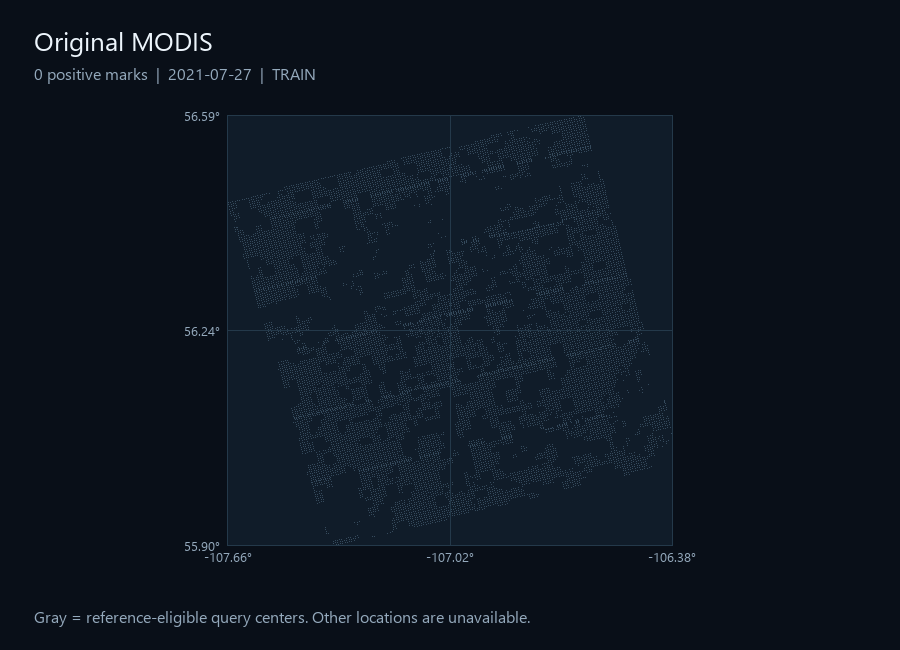 Original MODIS
0 positive marks | 2021-07-27 | TRAIN
56.59°
56.24°
55.90°
-107.66°
-107.02°
-106.38°
Gray = reference-eligible query centers. Other locations are unavailable.